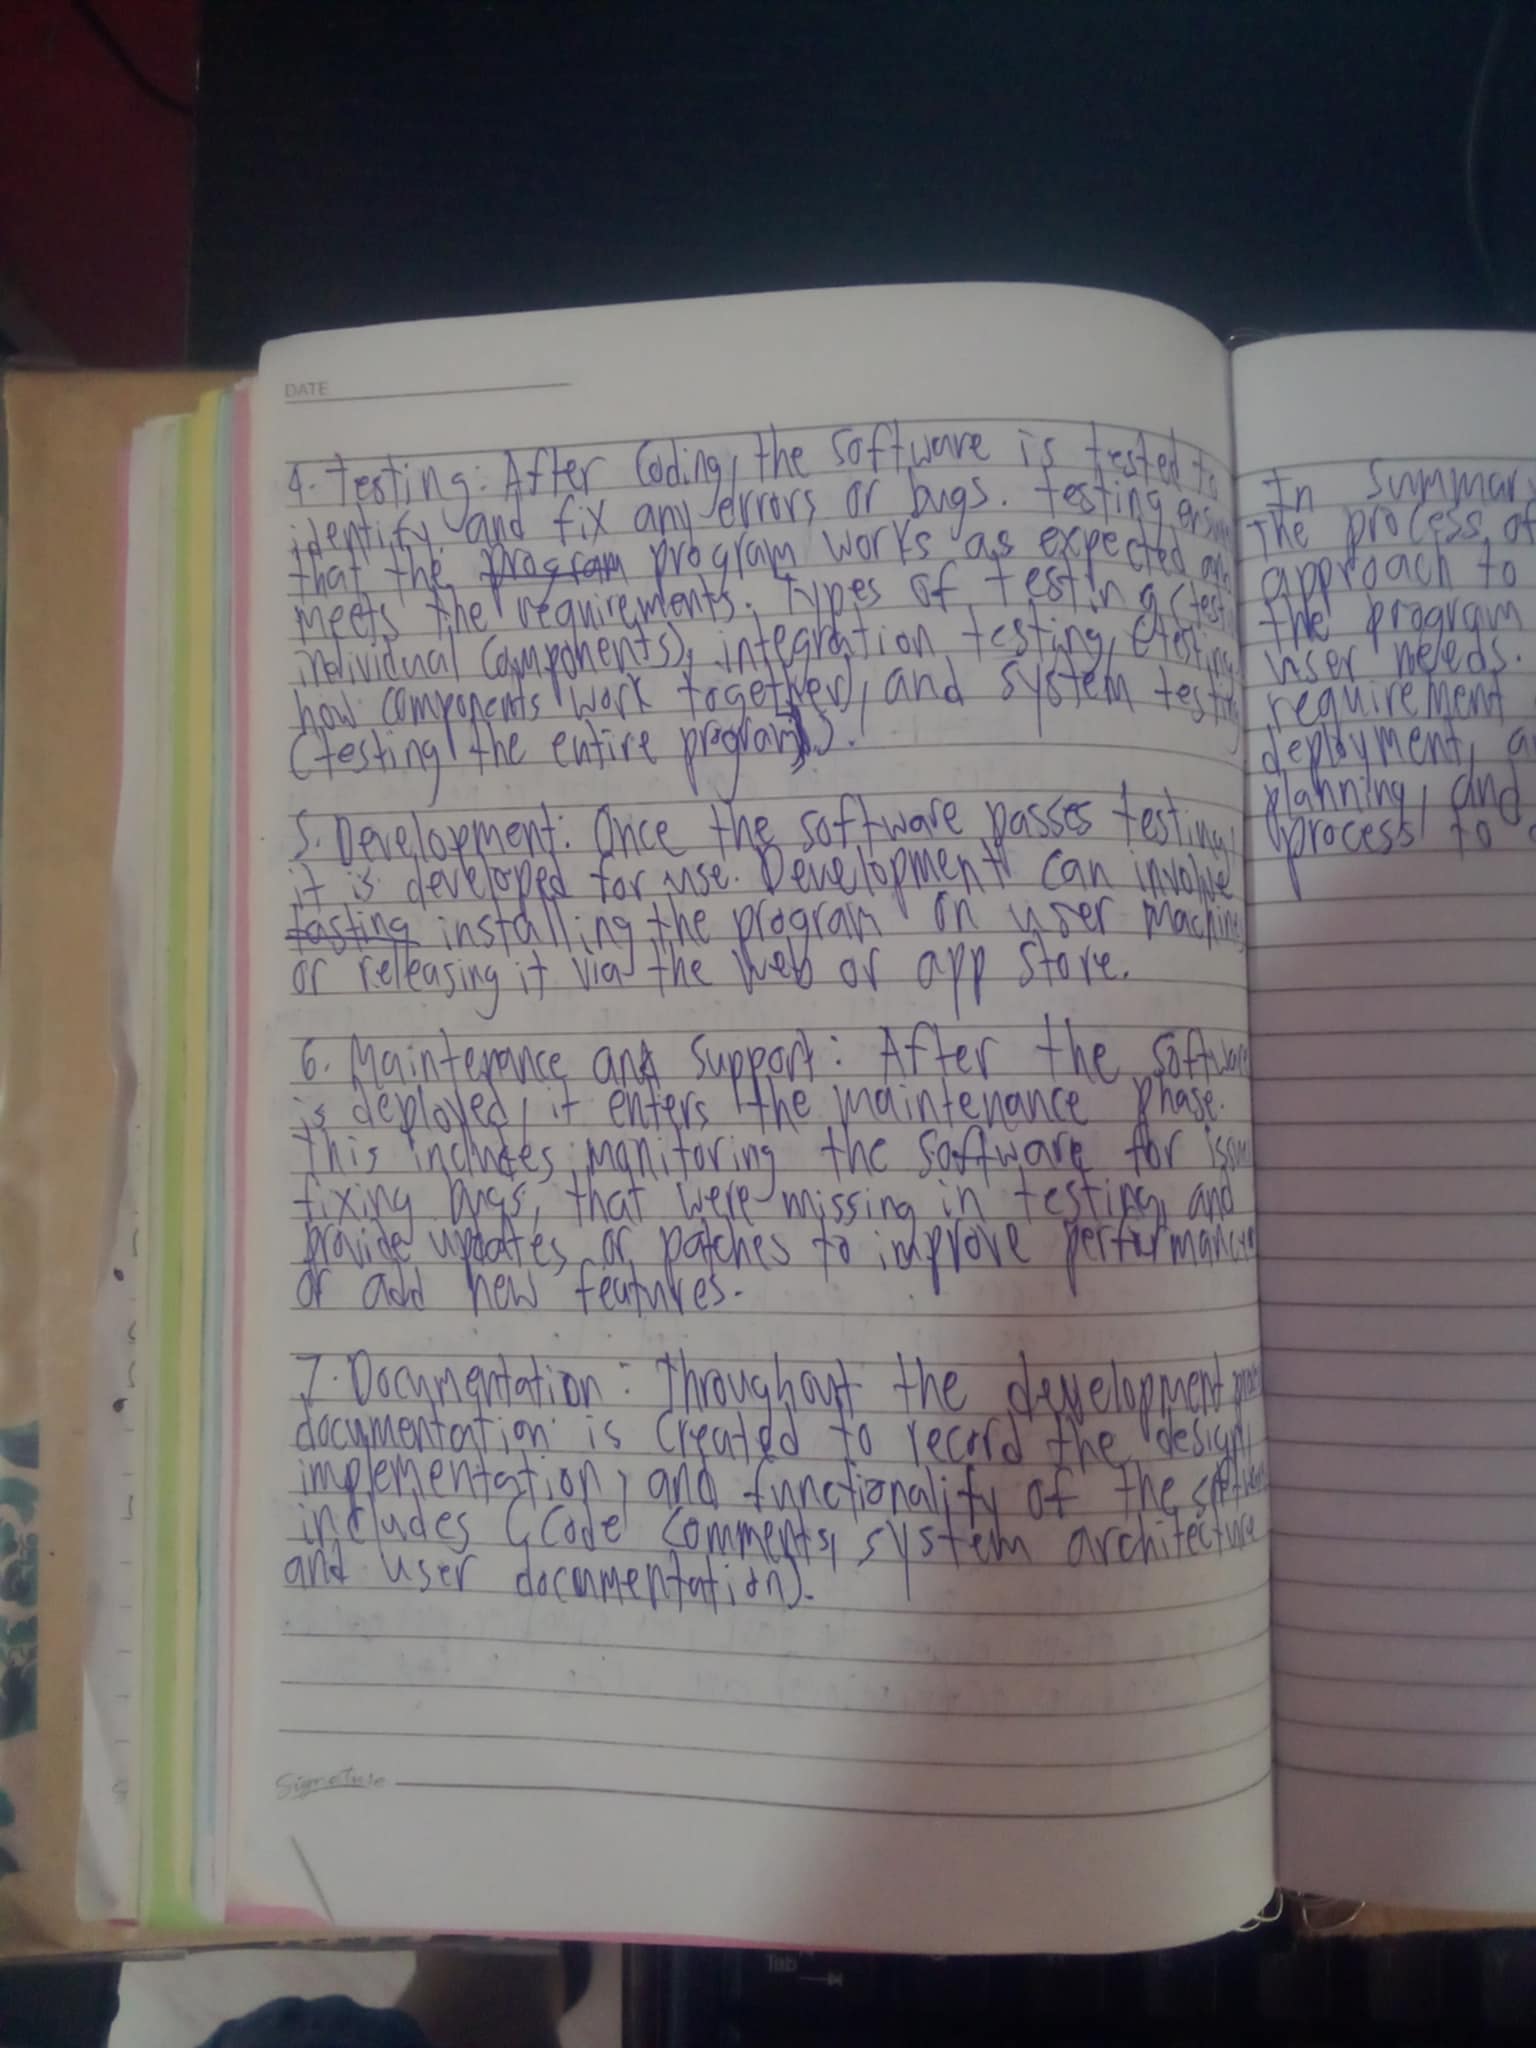 DATE
4. Testing: After Coding, the software is tested to
identify and fix any errors or bugs. Testing
that the program program works as expected and
meets the requirements. Types of testing (test
individual components), integration testing, (testing
how components work together), and system testing
(testing the entire program).
5. Development: Once the software passes testing
it is developed for use. Development can involve
tasting installing the program on user machine
or releasing it via the web or app store.
6. Maintenance and Support: After the software
is deployed, it enters the maintenance phase.
This includes, monitoring the software for
fixing bugs, that were missing in testing, and
provide updates or patches to improve performance
or add new features.
7. Documentation: Throughout the development
documentation is created to record the design,
implementation, and functionality of the software
includes (Code comments, system architecture
and user documentation).
Signature
In Summary
The process of
approach to
the program
user needs.
requirement
deployment,
planning, and
process to
Tab